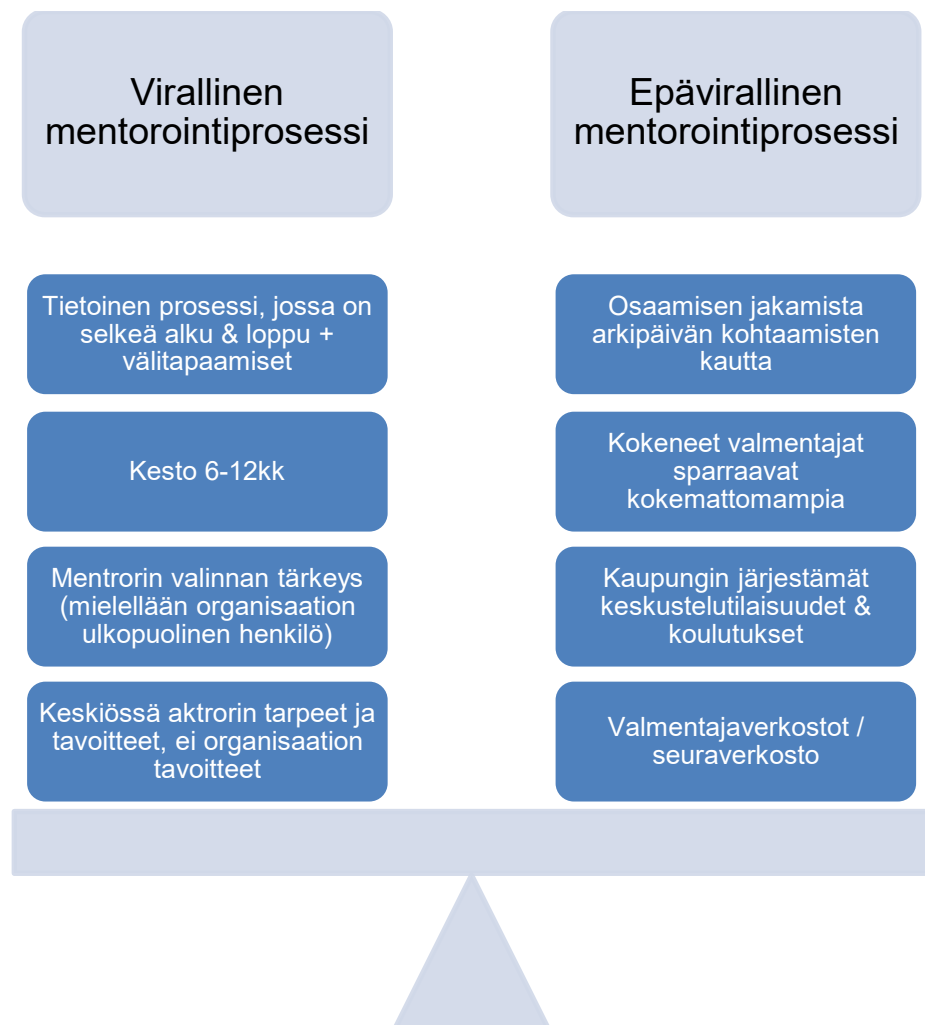 Virallinen
mentorointiprosessi
Tietoinen prosessi, jossa on
selkeä alku & loppu +
välitapaamiset
Kesto 6-12kk
Mentrorin valinnan tärkeys
(mielellään organisaation
ulkopuolinen henkilö)
Keskiössä aktrorin tarpeet ja
tavoitteet, ei organisaation
tavoitteet
Epävirallinen
mentorointiprosessi
Osaamisen jakamista
arkipäivän kohtaamisten
kautta
Kokeneet valmentajat
sparraavat
kokemattomampia
Kaupungin järjestämät
keskustelutilaisuudet &
koulutukset
Valmentajaverkostot /
seuraverkosto